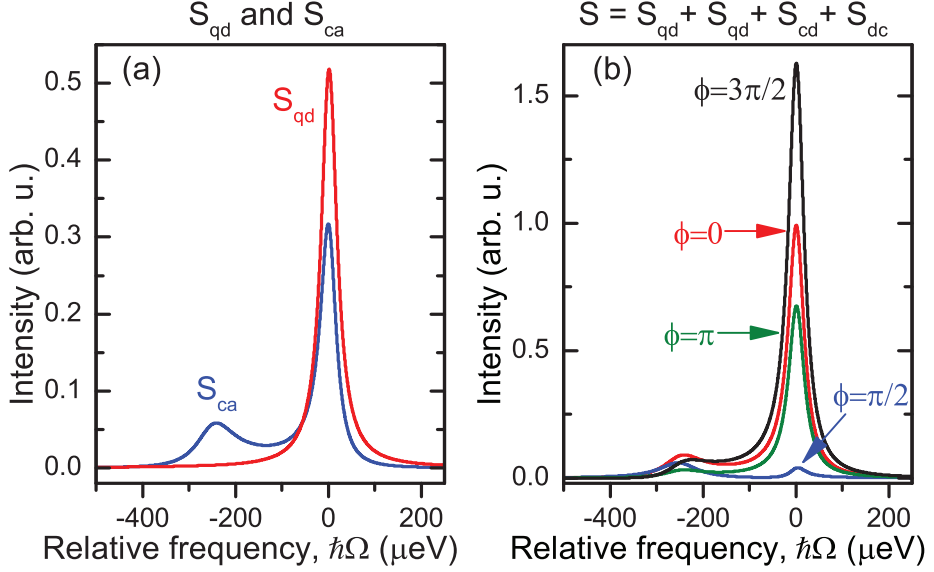 S_qd and S_ca
(a)
S_qd
S_ca
0.5
0.4
0.3
0.2
0.1
0.0
Intensity (arb. u.)
-400 -200 0 200
Relative frequency, ℏΩ (μeV)
S = S_qd + S_qd + S_cd + S_dc
(b)
ϕ=3π/2
ϕ=0
ϕ=π
ϕ=π/2
1.5
1.0
0.5
0.0
Intensity (arb. u.)
-400 -200 0 200
Relative frequency, ℏΩ (μeV)